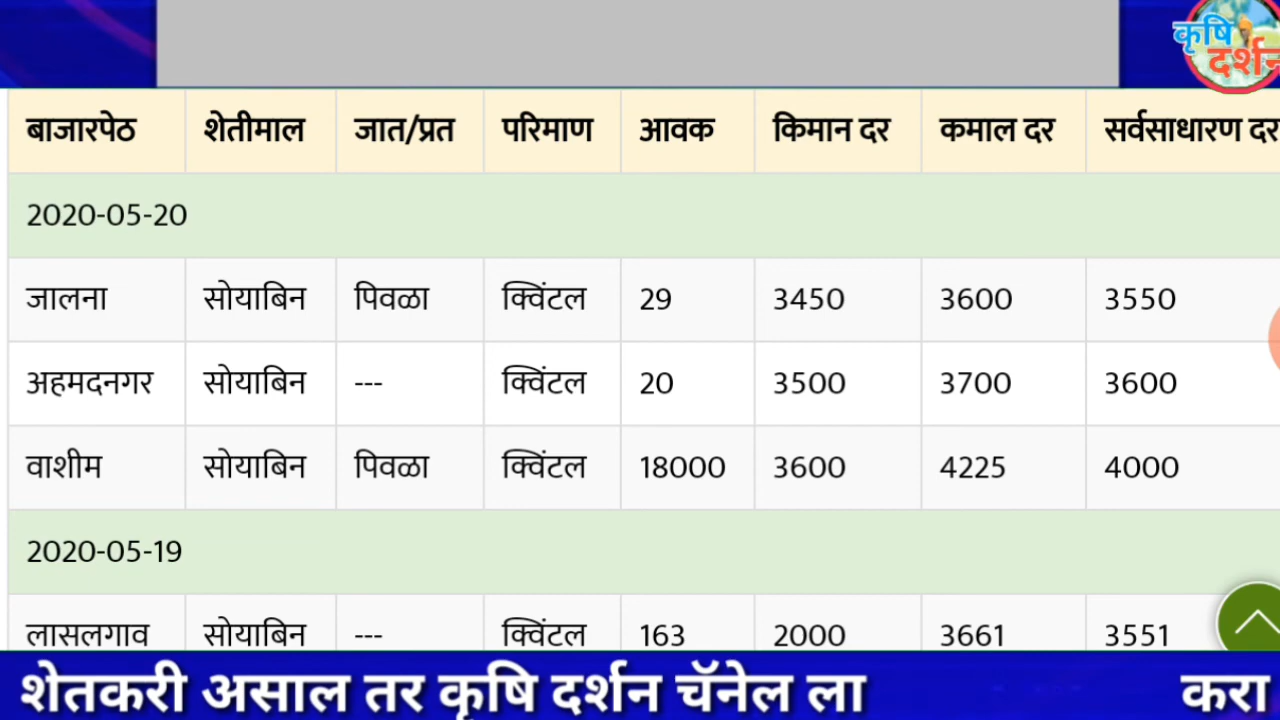 कृषि
दर्शन
बाजारपेठ शेतीमाल जात/प्रत परिमाण आवक किमान दर कमाल दर सर्वसाधारण दर
2020-05-20
जालना सोयाबिन पिवळा क्विंटल 29 3450 3600 3550
अहमदनगर सोयाबिन --- क्विंटल 20 3500 3700 3600
वाशीम सोयाबिन पिवळा क्विंटल 18000 3600 4225 4000
2020-05-19
लासलगाव सोयाबिन --- क्विंटल 163 2000 3661 3551
शेतकरी असाल तर कृषि दर्शन चॅनेल ला करा